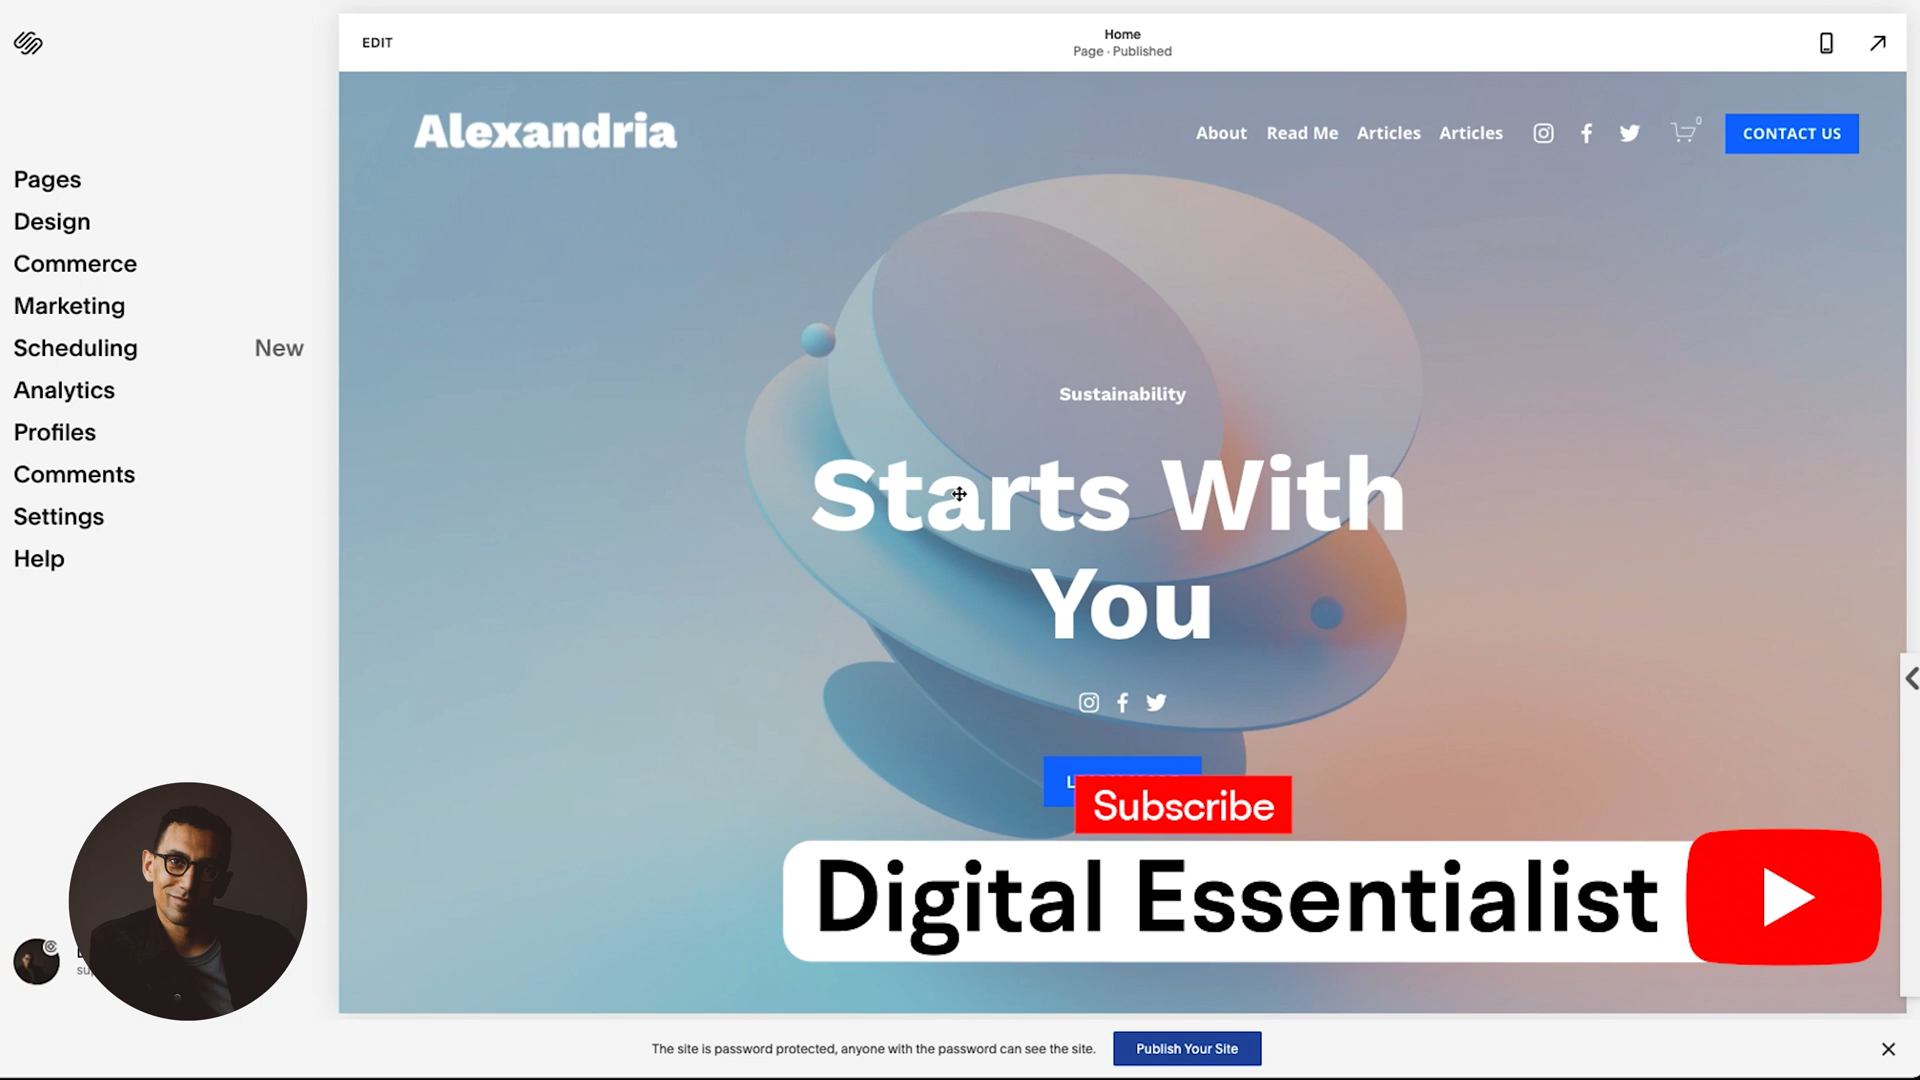 EDIT
Home
Page · Published
Alexandria
About Read Me Articles Articles
0
CONTACT US
Pages
Design
Commerce
Marketing
Scheduling New
Analytics
Profiles
Comments
Settings
Help
Sustainability
Starts With
You
Subscribe
Digital Essentialist
The site is password protected, anyone with the password can see the site.
Publish Your Site